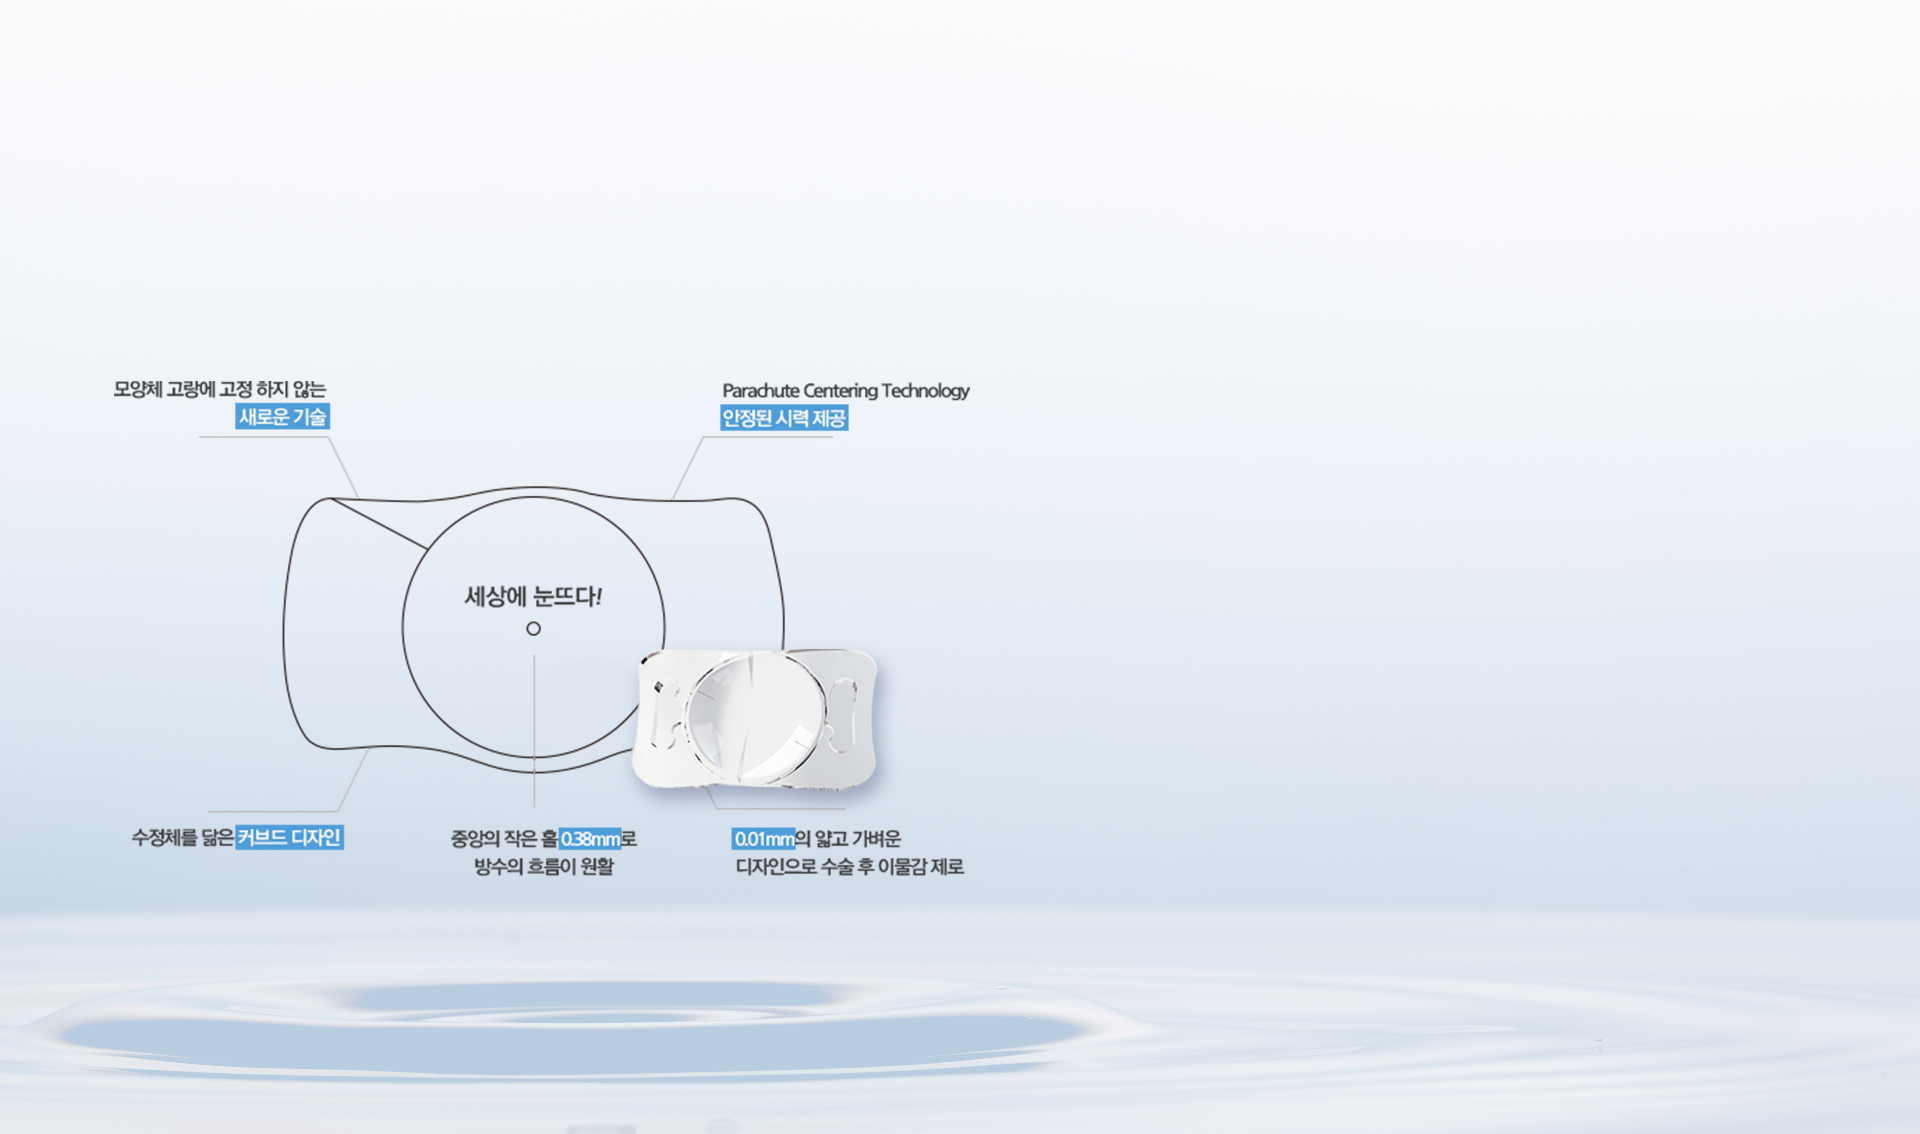 모양체 고랑에 고정 하지 않는
새로운 기술
Parachute Centering Technology
안정된 시력 제공
세상에 눈뜨다!
수정체를 닮은 커브드 디자인
중앙의 작은 홀 0.38mm로
방수의 흐름이 원활
0.01mm의 얇고 가벼운
디자인으로 수술 후 이물감 제로